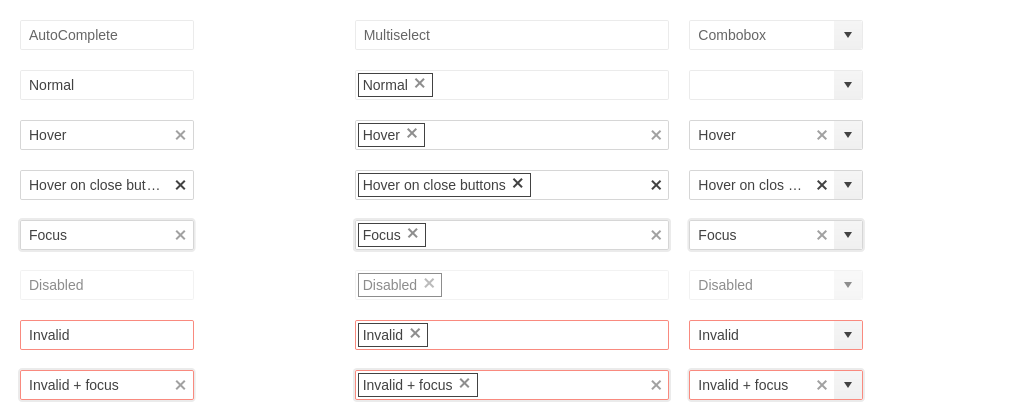 AutoComplete Multiselect Combobox
Normal Normal
Hover Hover Hover
Hover on close but… Hover on close buttons Hover on clos …
Focus Focus Focus
Disabled Disabled Disabled
Invalid Invalid Invalid
Invalid + focus Invalid + focus Invalid + focus